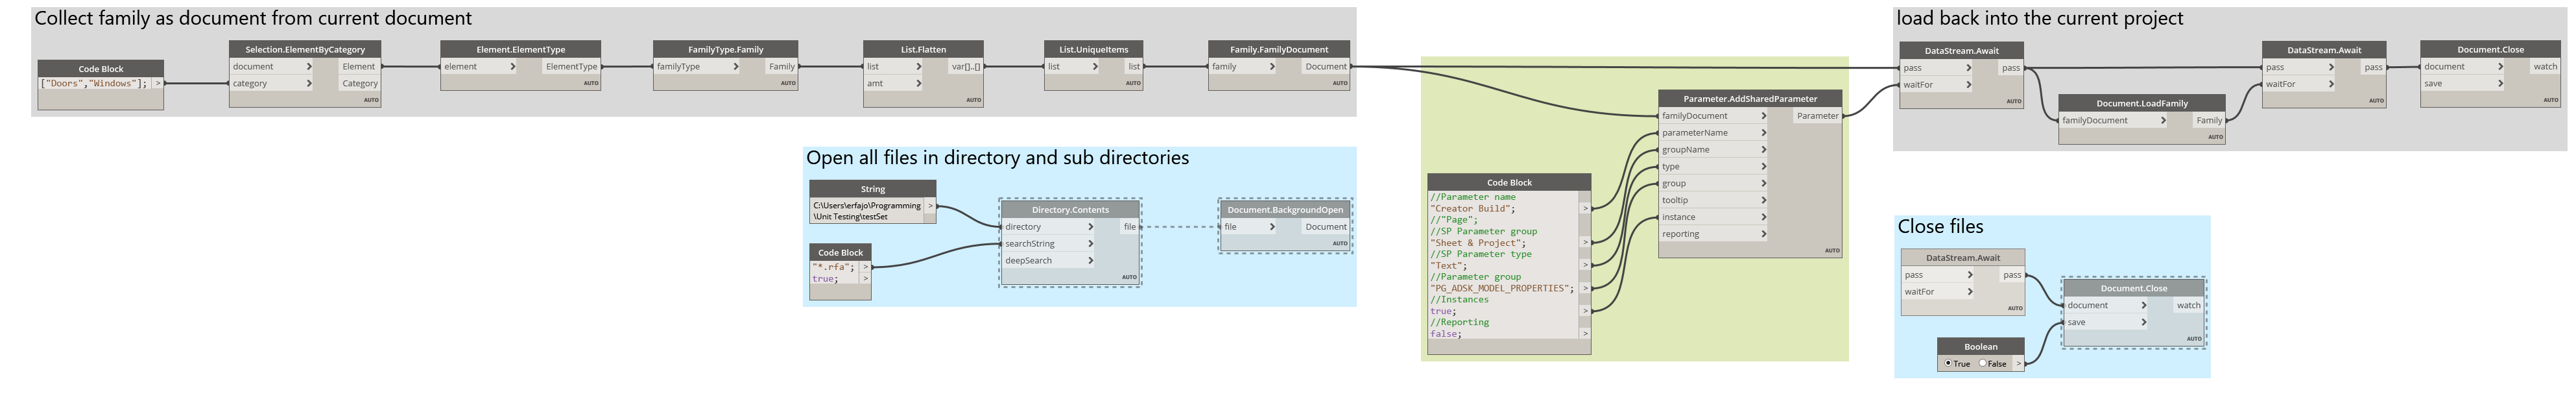 Collect family as document from current document
Code Block
["Doors","Windows"]; >
Selection.ElementByCategory
document > Element
category > Category
AUTO
Element.ElementType
element > ElementType
AUTO
FamilyType.Family
familyType > Family
AUTO
List.Flatten
list > var[]..[]
amt >
AUTO
List.UniqueItems
list > list
AUTO
Family.FamilyDocument
family > Document
AUTO
Open all files in directory and sub directories
String
C:\Users\erfajo\Programming >
\Unit Testing\testSet
Code Block
"*.rfa"; >
true; >
Directory.Contents
directory > file
searchString >
deepSearch >
AUTO
Document.BackgroundOpen
file > Document
AUTO
Code Block
//Parameter name
"Creator Build"; >
//"Page";
//SP Parameter group
"Sheet & Project"; >
//SP Parameter type
"Text"; >
//Parameter group
"PG_ADSK_MODEL_PROPERTIES"; >
//Instances
true; >
//Reporting
false; >
Parameter.AddSharedParameter
familyDocument > Parameter
parameterName >
groupName >
type >
group >
tooltip >
instance >
reporting >
AUTO
load back into the current project
DataStream.Await
pass > pass
waitFor >
AUTO
Document.LoadFamily
familyDocument > Family
AUTO
DataStream.Await
pass > pass
waitFor >
AUTO
Document.Close
document > watch
save >
AUTO
Close files
DataStream.Await
pass > pass
waitFor >
AUTO
Document.Close
document > watch
save >
AUTO
Boolean
True False >